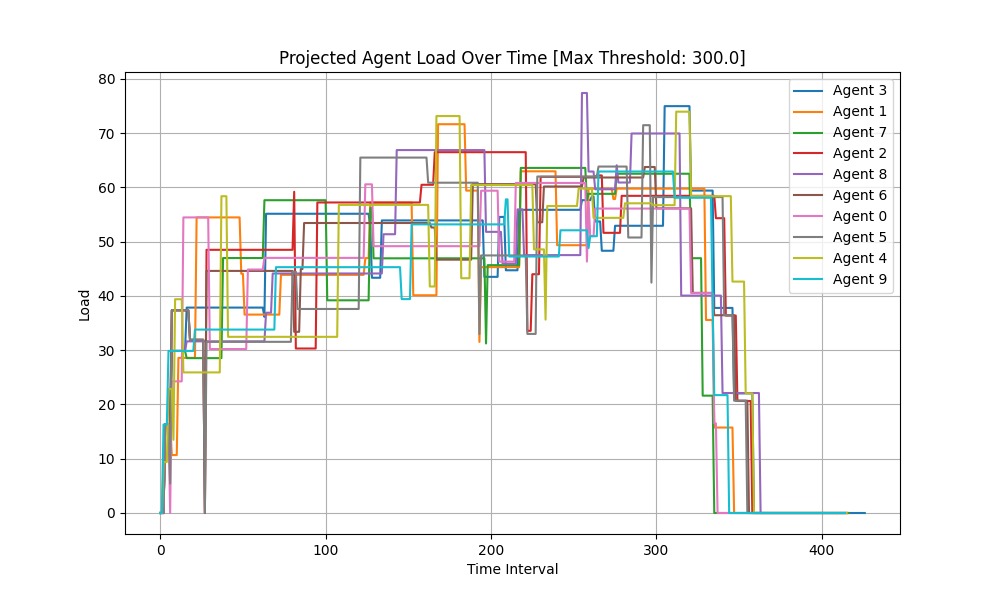 Projected Agent Load Over Time [Max Threshold: 300.0]
80
70
60
50
40
30
20
10
0
Load
0 100 200 300 400
Time Interval
Agent 3
Agent 1
Agent 7
Agent 2
Agent 8
Agent 6
Agent 0
Agent 5
Agent 4
Agent 9